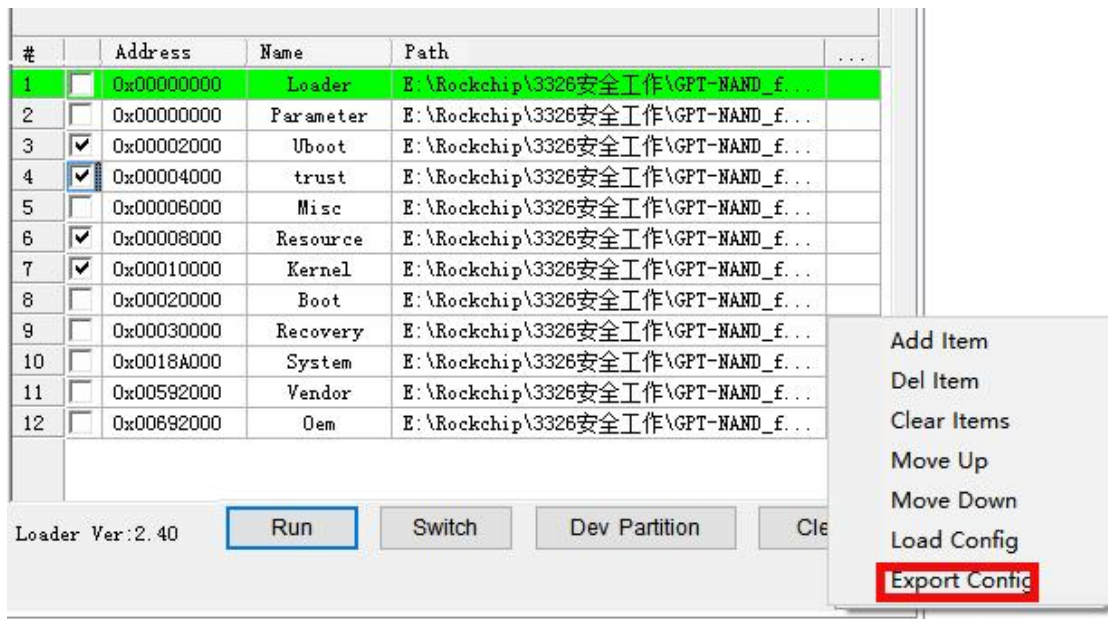 # Address Name Path ...
1 0x00000000 Loader E:\Rockchip\3326安全工作\GPT-NAND_f...
2 0x00000000 Parameter E:\Rockchip\3326安全工作\GPT-NAND_f...
3 0x00002000 Uboot E:\Rockchip\3326安全工作\GPT-NAND_f...
4 0x00004000 trust E:\Rockchip\3326安全工作\GPT-NAND_f...
5 0x00006000 Misc E:\Rockchip\3326安全工作\GPT-NAND_f...
6 0x00008000 Resource E:\Rockchip\3326安全工作\GPT-NAND_f...
7 0x00010000 Kernel E:\Rockchip\3326安全工作\GPT-NAND_f...
8 0x00020000 Boot E:\Rockchip\3326安全工作\GPT-NAND_f...
9 0x00030000 Recovery E:\Rockchip\3326安全工作\GPT-NAND_f...
10 0x0018A000 System E:\Rockchip\3326安全工作\GPT-NAND_f...
11 0x00592000 Vendor E:\Rockchip\3326安全工作\GPT-NAND_f...
12 0x00692000 Oem E:\Rockchip\3326安全工作\GPT-NAND_f...
Add Item
Del Item
Clear Items
Move Up
Move Down
Load Config
Export Config
Loader Ver:2.40 Run Switch Dev Partition Cle